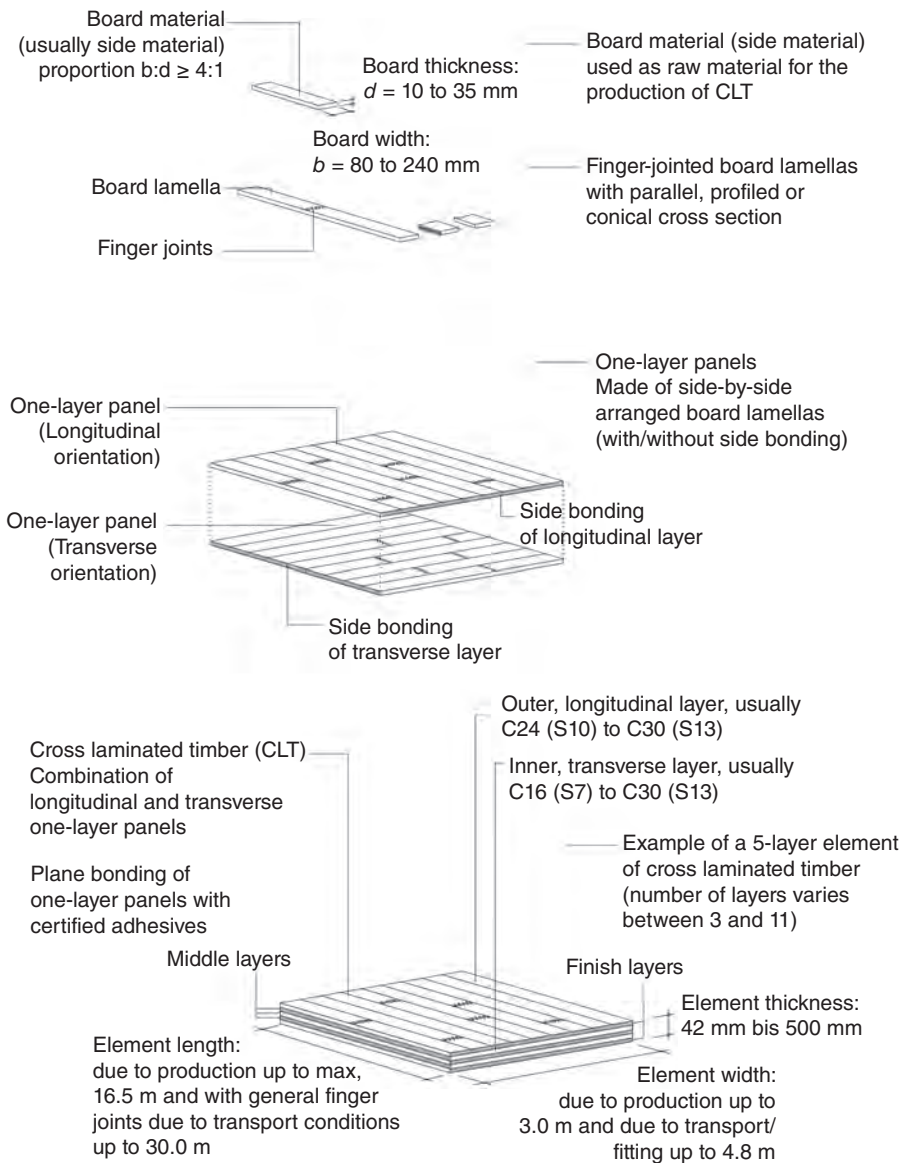 Board material
(usually side material)
proportion b:d ≥ 4:1
Board thickness:
d = 10 to 35 mm
Board material (side material)
used as raw material for the
production of CLT
Board width:
b = 80 to 240 mm
Board lamella
Finger joints
Finger-jointed board lamellas
with parallel, profiled or
conical cross section
One-layer panels
Made of side-by-side
arranged board lamellas
(with/without side bonding)
One-layer panel
(Longitudinal
orientation)
One-layer panel
(Transverse
orientation)
Side bonding
of longitudinal layer
Side bonding
of transverse layer
Outer, longitudinal layer, usually
C24 (S10) to C30 (S13)
Inner, transverse layer, usually
C16 (S7) to C30 (S13)
Cross laminated timber (CLT)
Combination of
longitudinal and transverse
one-layer panels
Plane bonding of
one-layer panels with
certified adhesives
Example of a 5-layer element
of cross laminated timber
(number of layers varies
between 3 and 11)
Middle layers
Finish layers
Element thickness:
42 mm bis 500 mm
Element length:
due to production up to max,
16.5 m and with general finger
joints due to transport conditions
up to 30.0 m
Element width:
due to production up to
3.0 m and due to transport/
fitting up to 4.8 m